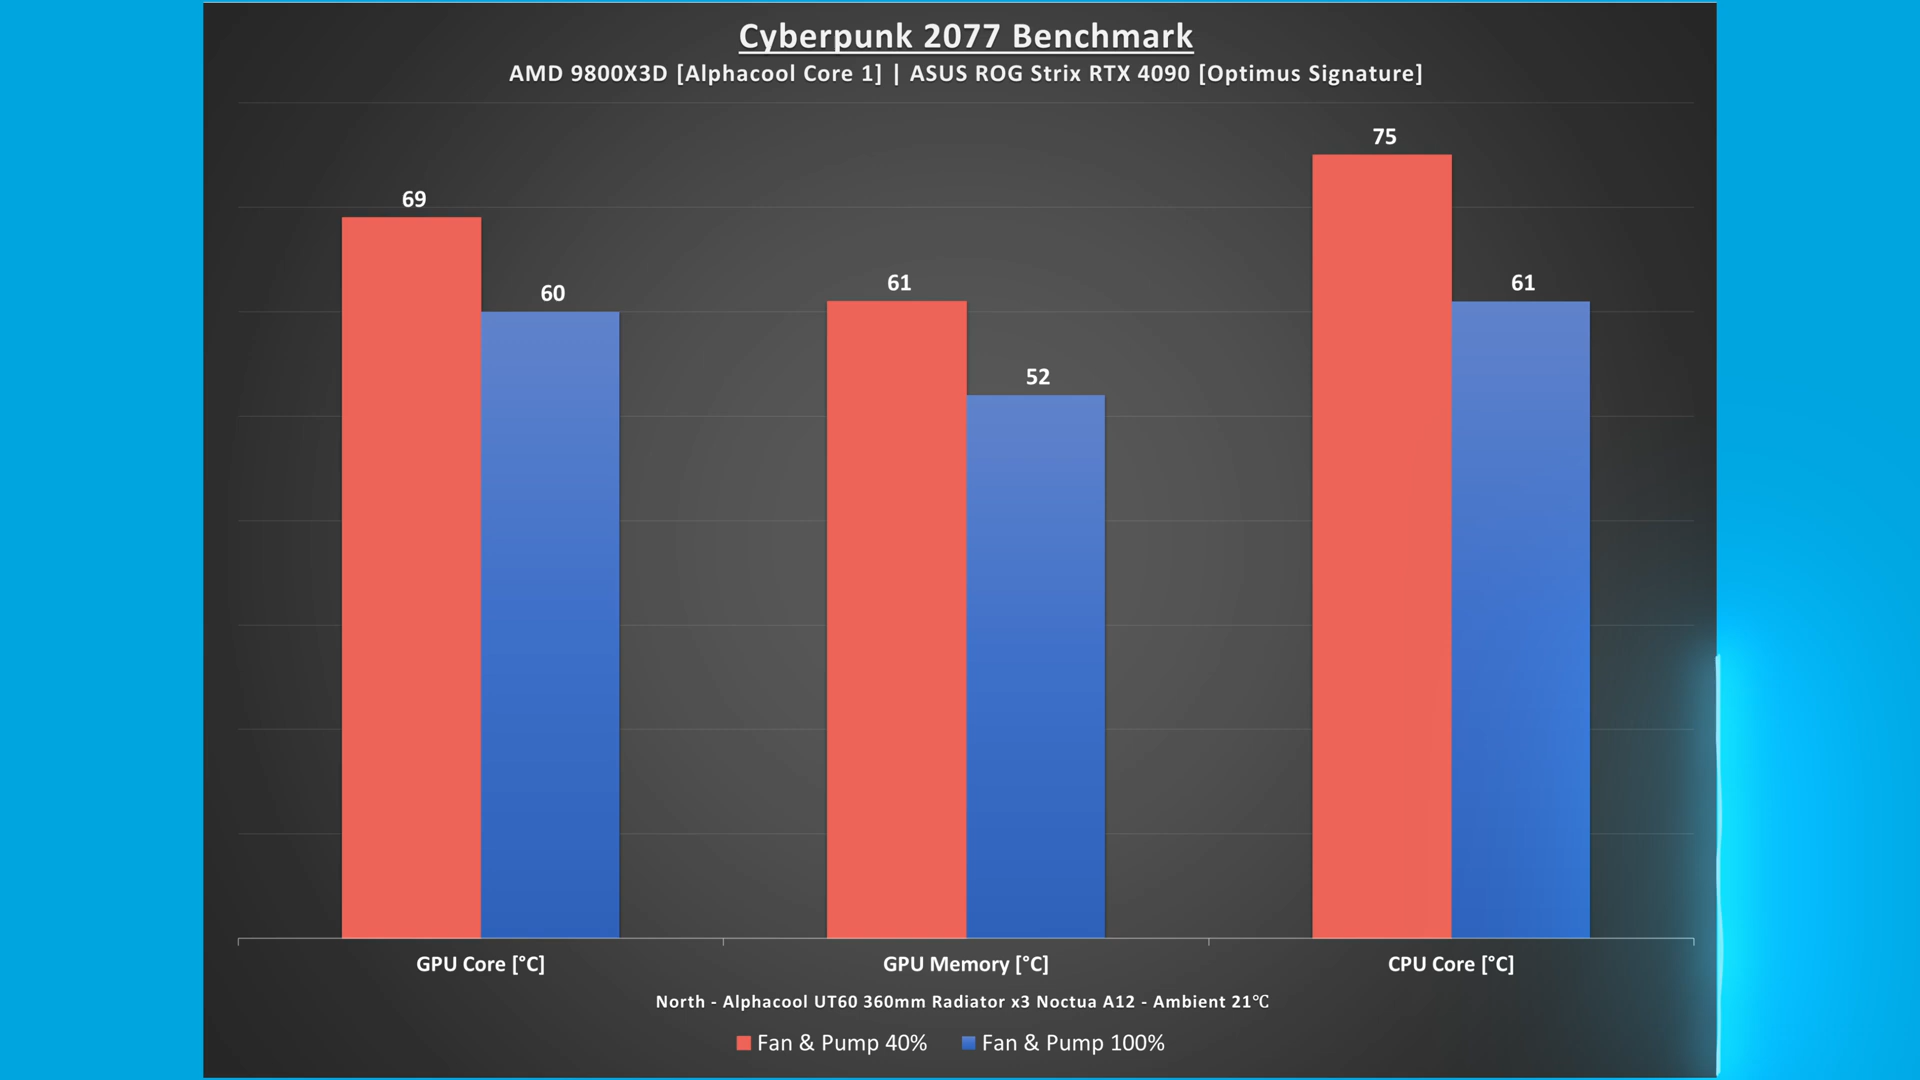 Cyberpunk 2077 Benchmark
AMD 9800X3D [Alphacool Core 1] | ASUS ROG Strix RTX 4090 [Optimus Signature]
69
60
61
52
75
61
GPU Core [°C]
GPU Memory [°C]
CPU Core [°C]
North - Alphacool UT60 360mm Radiator x3 Noctua A12 - Ambient 21℃
Fan & Pump 40%
Fan & Pump 100%